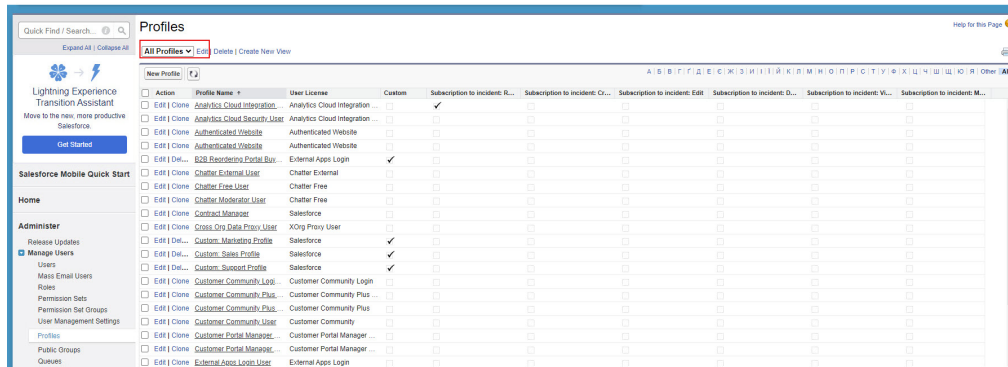 Quick Find / Search...
Expand All | Collapse All
Lightning Experience
Transition Assistant
Move to the new, more productive
Salesforce.
Get Started
Salesforce Mobile Quick Start
Home
Administer
Release Updates
Manage Users
Users
Mass Email Users
Roles
Permission Sets
Permission Set Groups
User Management Settings
Profiles
Public Groups
Queues
Profiles
Help for this Page
All Profiles Edit | Delete | Create New View
New Profile
А | Б | В | Г | Ґ | Д | Е | Є | Ж | З | И | І | Ї | Й | К | Л | М | Н | О | П | Р | С | Т | У | Ф | Х | Ц | Ч | Ш | Щ | Ю | Я | Other
Action Profile Name ↑ User License Custom Subscription to incident: R... Subscription to incident: Cr... Subscription to incident: Edit Subscription to incident: D... Subscription to incident: Vi... Subscription to incident: M...
Edit | Clone Analytics Cloud Integration ... Analytics Cloud Integration ...
Edit | Clone Analytics Cloud Security User Analytics Cloud Integration ...
Edit | Clone Authenticated Website Authenticated Website
Edit | Clone Authenticated Website Authenticated Website
Edit | Del... B2B Reordering Portal Buy... External Apps Login
Edit | Clone Chatter External User Chatter External
Edit | Clone Chatter Free User Chatter Free
Edit | Clone Chatter Moderator User Chatter Free
Edit | Clone Contract Manager Salesforce
Edit | Clone Cross Org Data Proxy User XOrg Proxy User
Edit | Del... Custom: Marketing Profile Salesforce
Edit | Del... Custom: Sales Profile Salesforce
Edit | Del... Custom: Support Profile Salesforce
Edit | Clone Customer Community Logi... Customer Community Login
Edit | Clone Customer Community Plus ... Customer Community Plus ...
Edit | Clone Customer Community Plus ... Customer Community Plus
Edit | Clone Customer Community User Customer Community
Edit | Clone Customer Portal Manager ... Customer Portal Manager ...
Edit | Clone Customer Portal Manager ... Customer Portal Manager ...
Edit | Clone External Apps Login User External Apps Login